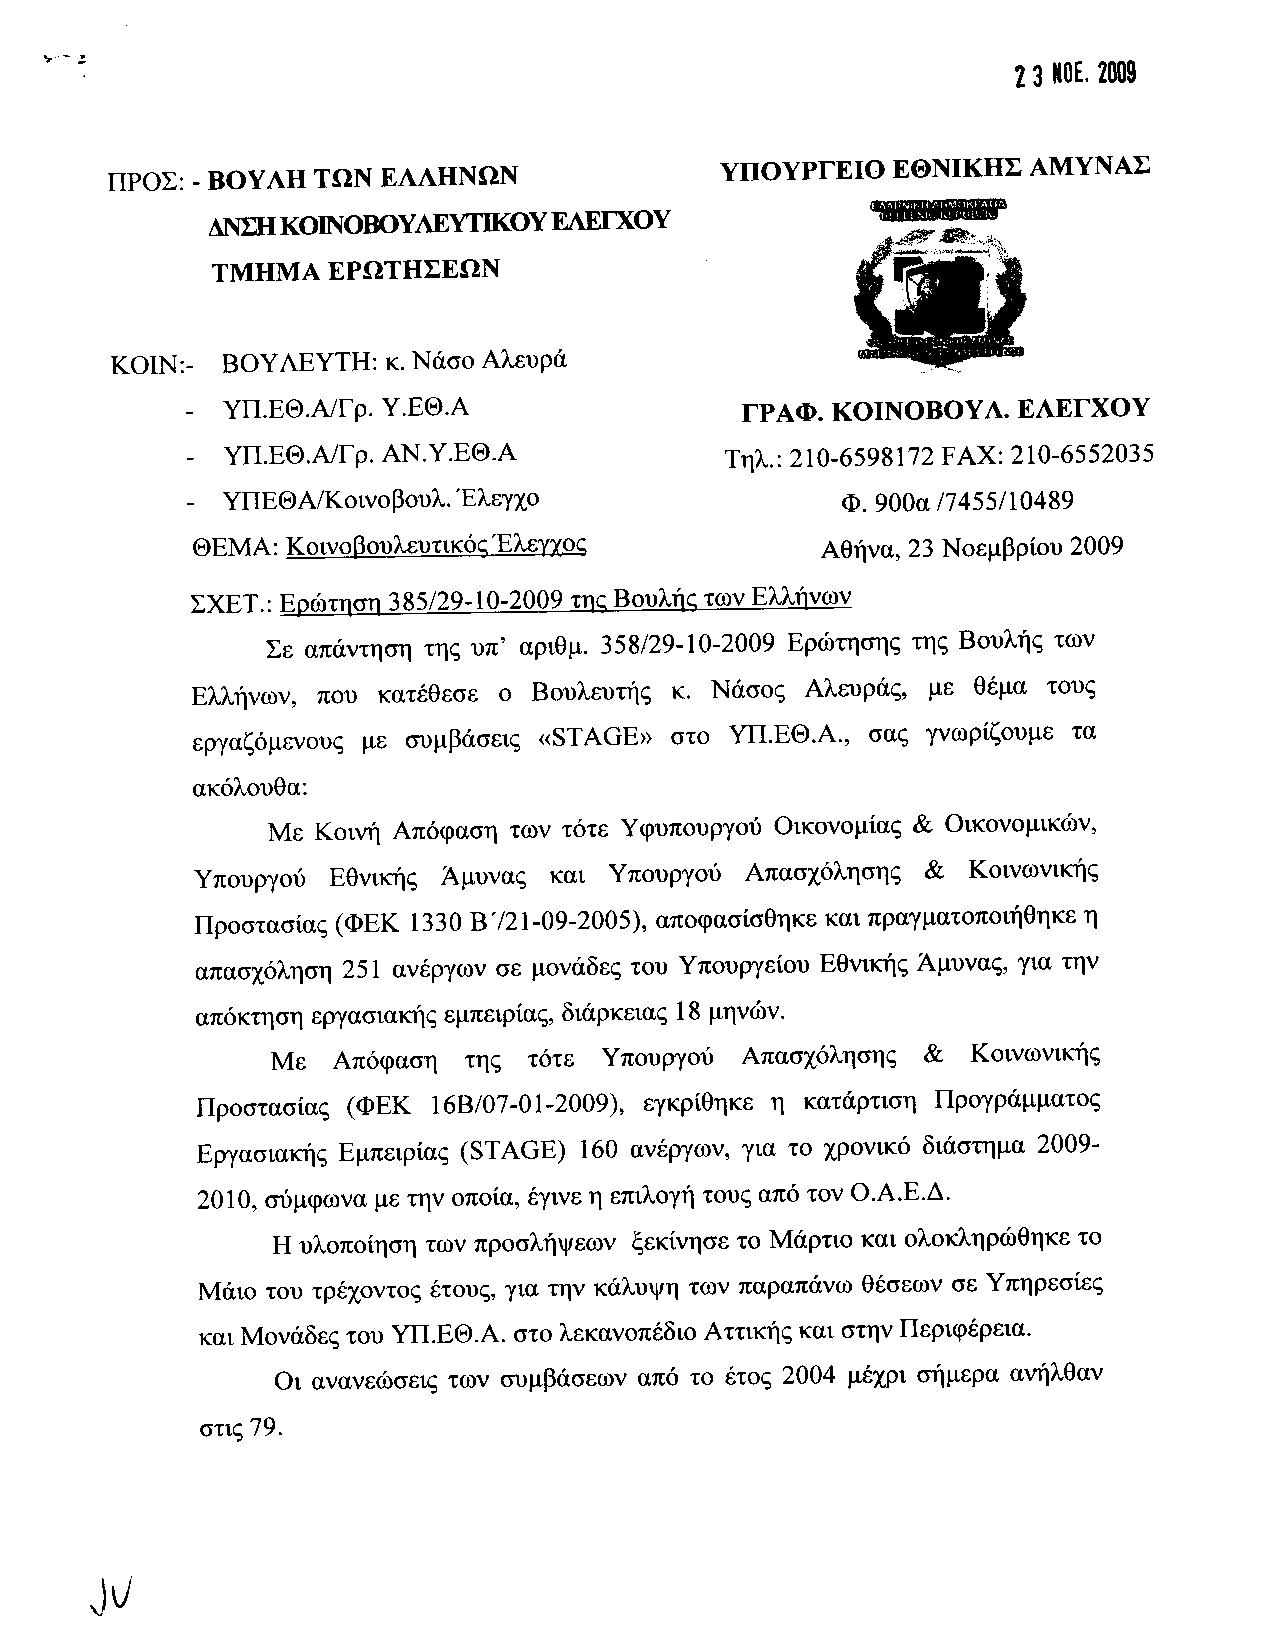 23 ΝΟΕ. 2009
ΠΡΟΣ: - ΒΟΥΛΗ ΤΩΝ ΕΛΛΗΝΩΝ
ΔΝΣΗ ΚΟΙΝΟΒΟΥΛΕΥΤΙΚΟΥ ΕΛΕΓΧΟΥ
ΤΜΗΜΑ ΕΡΩΤΗΣΕΩΝ
ΥΠΟΥΡΓΕΙΟ ΕΘΝΙΚΗΣ ΑΜΥΝΑΣ
ΚΟΙΝ:- ΒΟΥΛΕΥΤΗ: κ. Νάσο Αλευρά
- ΥΠ.ΕΘ.Α/Γρ. Υ.ΕΘ.Α
- ΥΠ.ΕΘ.Α/Γρ. ΑΝ.Υ.ΕΘ.Α
- ΥΠΕΘΑ/Κοινοβουλ. Έλεγχο
ΓΡΑΦ. ΚΟΙΝΟΒΟΥΛ. ΕΛΕΓΧΟΥ
Τηλ.: 210-6598172 FAX: 210-6552035
Φ. 900α /7455/10489
ΘΕΜΑ: Κοινοβουλευτικός Έλεγχος
Αθήνα, 23 Νοεμβρίου 2009
ΣΧΕΤ.: Ερώτηση 385/29-10-2009 της Βουλής των Ελλήνων
Σε απάντηση της υπ' αριθμ. 358/29-10-2009 Ερώτησης της Βουλής των
Ελλήνων, που κατέθεσε ο Βουλευτής κ. Νάσος Αλευράς, με θέμα τους
εργαζόμενους με συμβάσεις «STAGE» στο ΥΠ.ΕΘ.Α., σας γνωρίζουμε τα
ακόλουθα:
Με Κοινή Απόφαση των τότε Υφυπουργού Οικονομίας & Οικονομικών,
Υπουργού Εθνικής Άμυνας και Υπουργού Απασχόλησης & Κοινωνικής
Προστασίας (ΦΕΚ 1330 Β΄/21-09-2005), αποφασίσθηκε και πραγματοποιήθηκε η
απασχόληση 251 ανέργων σε μονάδες του Υπουργείου Εθνικής Άμυνας, για την
απόκτηση εργασιακής εμπειρίας, διάρκειας 18 μηνών.
Με Απόφαση της τότε Υπουργού Απασχόλησης & Κοινωνικής
Προστασίας (ΦΕΚ 16Β/07-01-2009), εγκρίθηκε η κατάρτιση Προγράμματος
Εργασιακής Εμπειρίας (STAGE) 160 ανέργων, για το χρονικό διάστημα 2009-
2010, σύμφωνα με την οποία, έγινε η επιλογή τους από τον Ο.Α.Ε.Δ.
Η υλοποίηση των προσλήψεων ξεκίνησε το Μάρτιο και ολοκληρώθηκε το
Μάιο του τρέχοντος έτους, για την κάλυψη των παραπάνω θέσεων σε Υπηρεσίες
και Μονάδες του ΥΠ.ΕΘ.Α. στο λεκανοπέδιο Αττικής και στην Περιφέρεια.
Οι ανανεώσεις των συμβάσεων από το έτος 2004 μέχρι σήμερα ανήλθαν
στις 79.